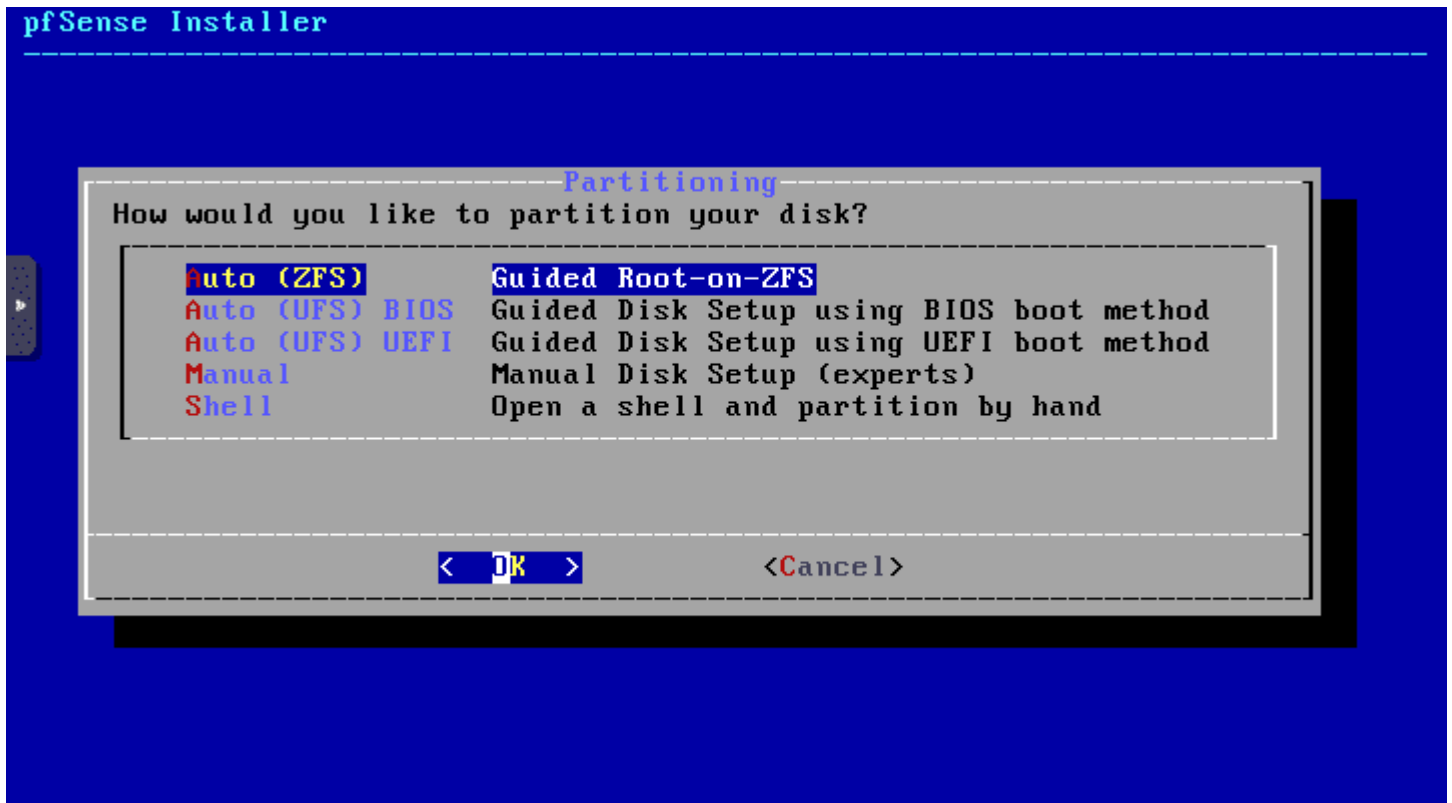 pfSense Installer
Partitioning
How would you like to partition your disk?
Auto (ZFS) Guided Root-on-ZFS
Auto (UFS) BIOS Guided Disk Setup using BIOS boot method
Auto (UFS) UEFI Guided Disk Setup using UEFI boot method
Manual Manual Disk Setup (experts)
Shell Open a shell and partition by hand
< OK > <Cancel>